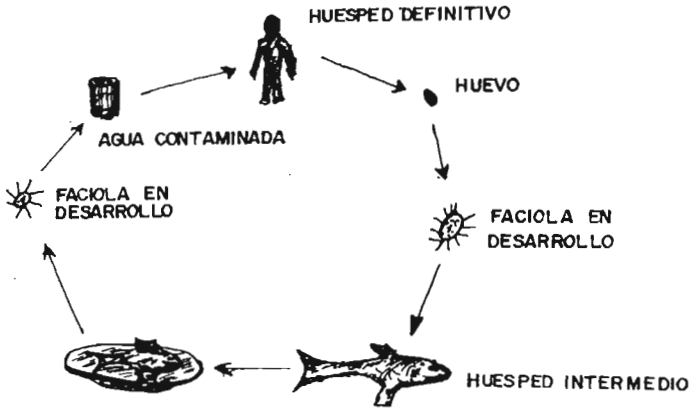 HUESPED DEFINITIVO
HUEVO
AGUA CONTAMINADA
FACIOLA EN
DESARROLLO
FACIOLA EN
DESARROLLO
HUESPED INTERMEDIO